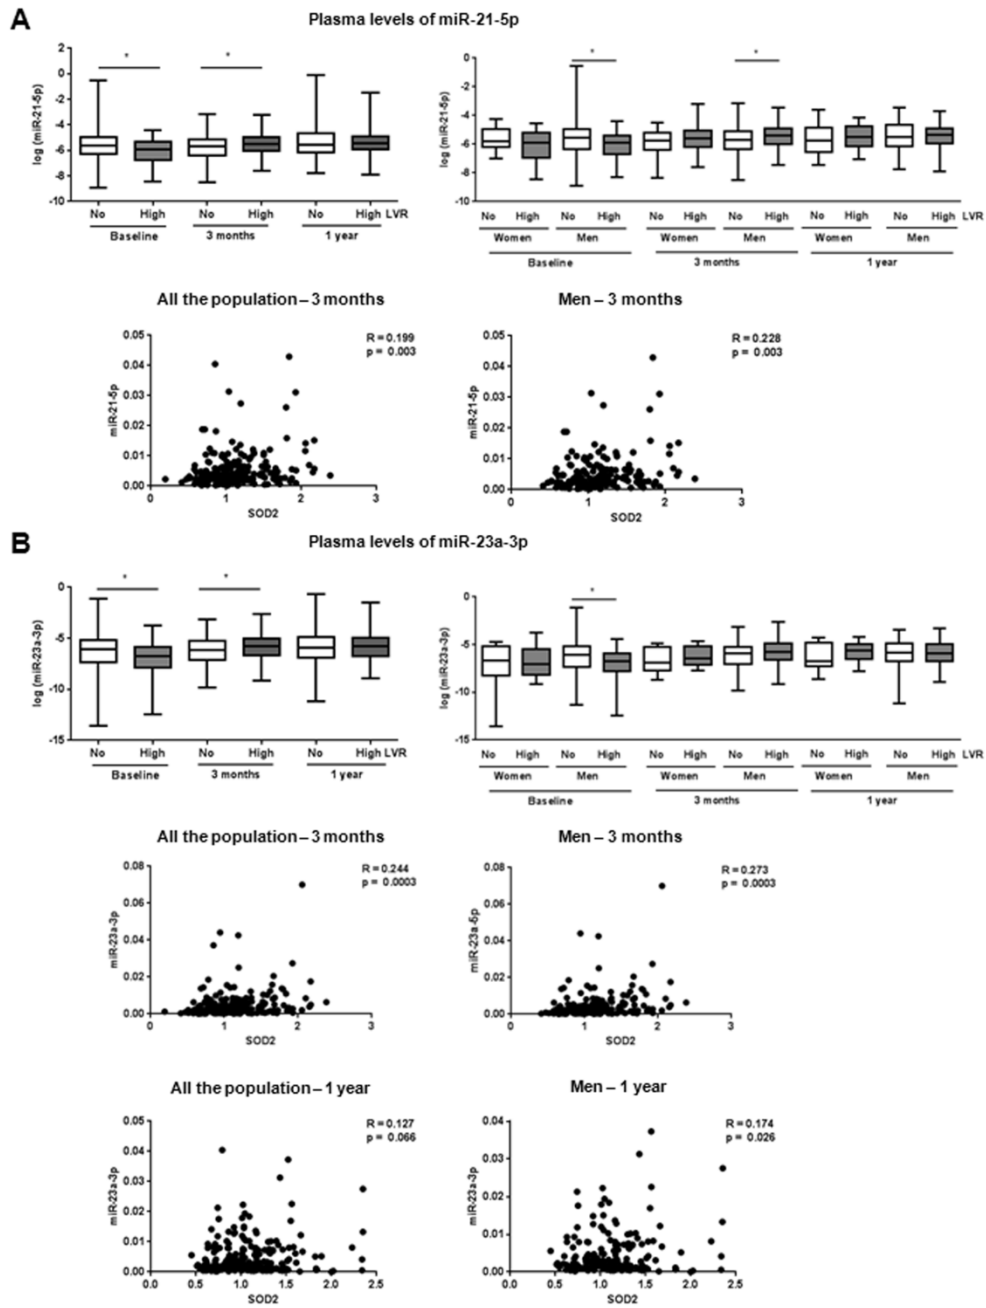 A
Plasma levels of miR-21-5p
log (miR-21-5p)
2
0
-2
-4
-6
-8
-10
*
*
No High No High No High LVR
Baseline 3 months 1 year
log (miR-21-5p)
0
-2
-4
-6
-8
-10
*
*
No High No High No High No High No High No High LVR
Women Men Women Men Women Men
Baseline 3 months 1 year
All the population – 3 months
R = 0.199
p = 0.003
miR-21-5p
0.05
0.04
0.03
0.02
0.01
0.00
0 1 2 3
SOD2
Men – 3 months
R = 0.228
p = 0.003
miR-21-5p
0.05
0.04
0.03
0.02
0.01
0.00
0 1 2 3
SOD2
B
Plasma levels of miR-23a-3p
log (miR-23a-3p)
0
-5
-10
-15
*
*
No High No High No High LVR
Baseline 3 months 1 year
log (miR-23a-3p)
0
-5
-10
-15
*
No High No High No High No High No High No High LVR
Women Men Women Men Women Men
Baseline 3 months 1 year
All the population – 3 months
R = 0.244
p = 0.0003
miR-23a-3p
0.08
0.06
0.04
0.02
0.00
0 1 2 3
SOD2
Men – 3 months
R = 0.273
p = 0.0003
miR-23a-5p
0.08
0.06
0.04
0.02
0.00
0 1 2 3
SOD2
All the population – 1 year
R = 0.127
p = 0.066
miR-23a-3p
0.05
0.04
0.03
0.02
0.01
0.00
0.0 0.5 1.0 1.5 2.0 2.5
SOD2
Men – 1 year
R = 0.174
p = 0.026
miR-23a-3p
0.04
0.03
0.02
0.01
0.00
0.0 0.5 1.0 1.5 2.0 2.5
SOD2